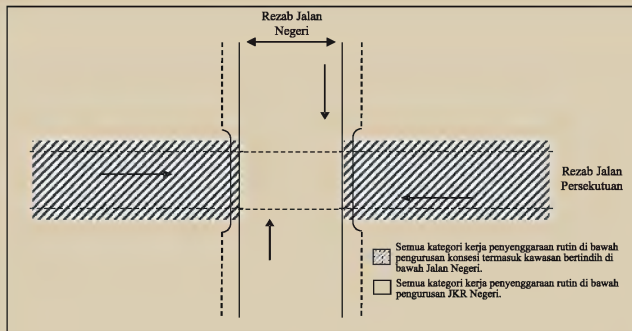 Rezab Jalan
Negeri
Rezab Jalan
Persekutuan
Semua kategori kerja penyenggaraan rutin di bawah
pengurusan konsesi termasuk kawasan bertindih di
bawah Jalan Negeri.
Semua kategori kerja penyenggaraan rutin di bawah
pengurusan JKR Negeri.